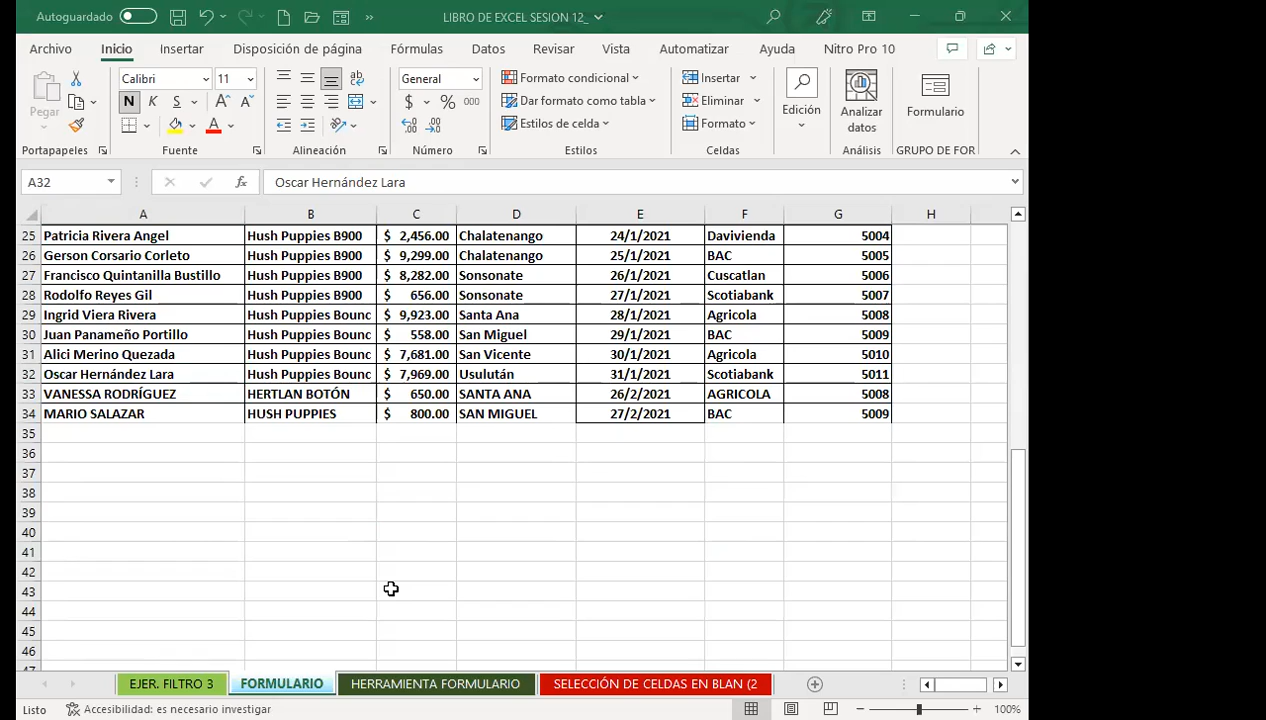 Autoguardado LIBRO DE EXCEL SESION 12_
Archivo Inicio Insertar Disposición de página Fórmulas Datos Revisar Vista Automatizar Ayuda Nitro Pro 10
Pegar Calibri 11 General Formato condicional Insertar Edición Analizar datos Formulario
N K S A A A $ % 000 Dar formato como tabla Eliminar
Estilos de celda Formato
Portapapeles Fuente Alineación Número Estilos Celdas Análisis GRUPO DE FOR
A32 fx Oscar Hernández Lara
A B C D E F G H
25 Patricia Rivera Angel Hush Puppies B900 $ 2,456.00 Chalatenango 24/1/2021 Davivienda 5004
26 Gerson Corsario Corleto Hush Puppies B900 $ 9,299.00 Chalatenango 25/1/2021 BAC 5005
27 Francisco Quintanilla Bustillo Hush Puppies B900 $ 8,282.00 Sonsonate 26/1/2021 Cuscatlan 5006
28 Rodolfo Reyes Gil Hush Puppies B900 $ 656.00 Sonsonate 27/1/2021 Scotiabank 5007
29 Ingrid Viera Rivera Hush Puppies Bounc $ 9,923.00 Santa Ana 28/1/2021 Agricola 5008
30 Juan Panameño Portillo Hush Puppies Bounc $ 558.00 San Miguel 29/1/2021 BAC 5009
31 Alici Merino Quezada Hush Puppies Bounc $ 7,681.00 San Vicente 30/1/2021 Agricola 5010
32 Oscar Hernández Lara Hush Puppies Bounc $ 7,969.00 Usulután 31/1/2021 Scotiabank 5011
33 VANESSA RODRÍGUEZ HERTLAN BOTÓN $ 650.00 SANTA ANA 26/2/2021 AGRICOLA 5008
34 MARIO SALAZAR HUSH PUPPIES $ 800.00 SAN MIGUEL 27/2/2021 BAC 5009
35
36
37
38
39
40
41
42
43
44
45
46
47
EJER. FILTRO 3 FORMULARIO HERRAMIENTA FORMULARIO SELECCIÓN DE CELDAS EN BLAN (2
Listo Accesibilidad: es necesario investigar 100%